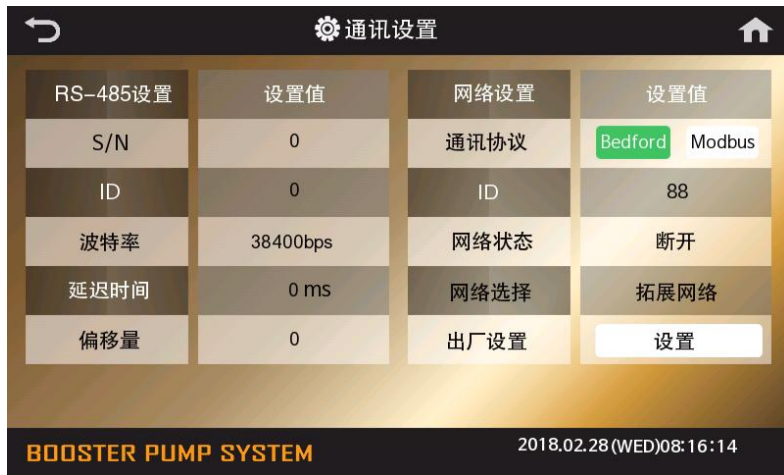 通讯设置
RS-485设置 设置值 网络设置 设置值
S/N 0 通讯协议 Bedford Modbus
ID 0 ID 88
波特率 38400bps 网络状态 断开
延迟时间 0 ms 网络选择 拓展网络
偏移量 0 出厂设置 设置
BOOSTER PUMP SYSTEM 2018.02.28(WED)08:16:14